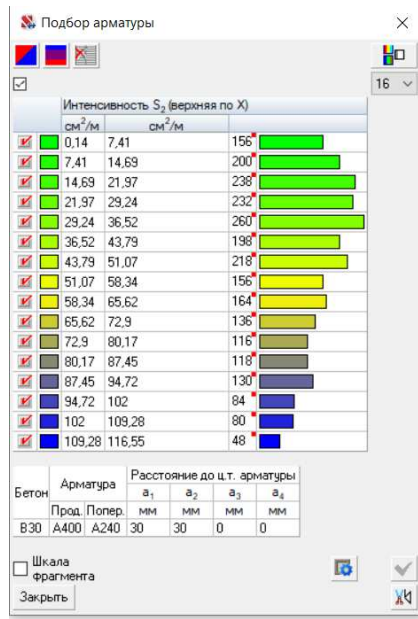 Подбор арматуры
16
Интенсивность S2 (верхняя по X)
см2/м см2/м
0,14 7,41 156
7,41 14,69 200
14,69 21,97 238
21,97 29,24 232
29,24 36,52 260
36,52 43,79 198
43,79 51,07 218
51,07 58,34 156
58,34 65,62 164
65,62 72,9 136
72,9 80,17 116
80,17 87,45 118
87,45 94,72 130
94,72 102 84
102 109,28 80
109,28 116,55 48
Бетон Арматура Расстояние до ц.т. арматуры
a1 a2 a3 a4
Прод. Попер. мм мм мм мм
B30 A400 A240 30 30 0 0
Шкала
фрагмента
Закрыть